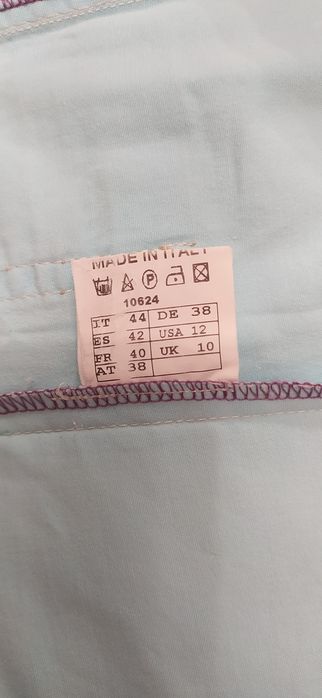 MADE IN ITALY
P
10624
IT 44 DE 38
ES 42 USA 12
FR 40 UK 10
AT 38